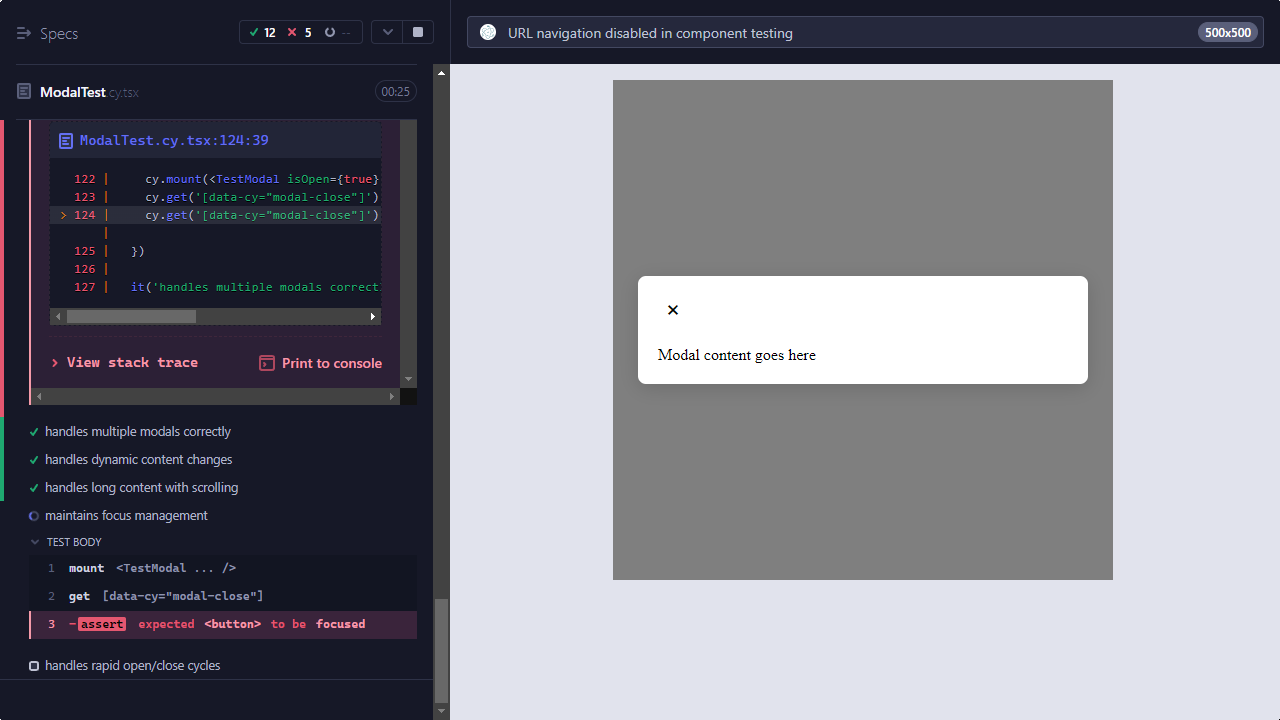 Specs
12
5
--
URL navigation disabled in component testing
500x500
ModalTest.cy.tsx
00:25
ModalTest.cy.tsx:124:39
122 | cy.mount(<TestModal isOpen={true}
123 | cy.get('[data-cy="modal-close"]')
> 124 | cy.get('[data-cy="modal-close"]')
|
125 | })
126 |
127 | it('handles multiple modals correct
> View stack trace
Print to console
handles multiple modals correctly
handles dynamic content changes
handles long content with scrolling
maintains focus management
TEST BODY
1 mount <TestModal ... />
2 get [data-cy="modal-close"]
3 -assert expected <button> to be focused
handles rapid open/close cycles
×
Modal content goes here